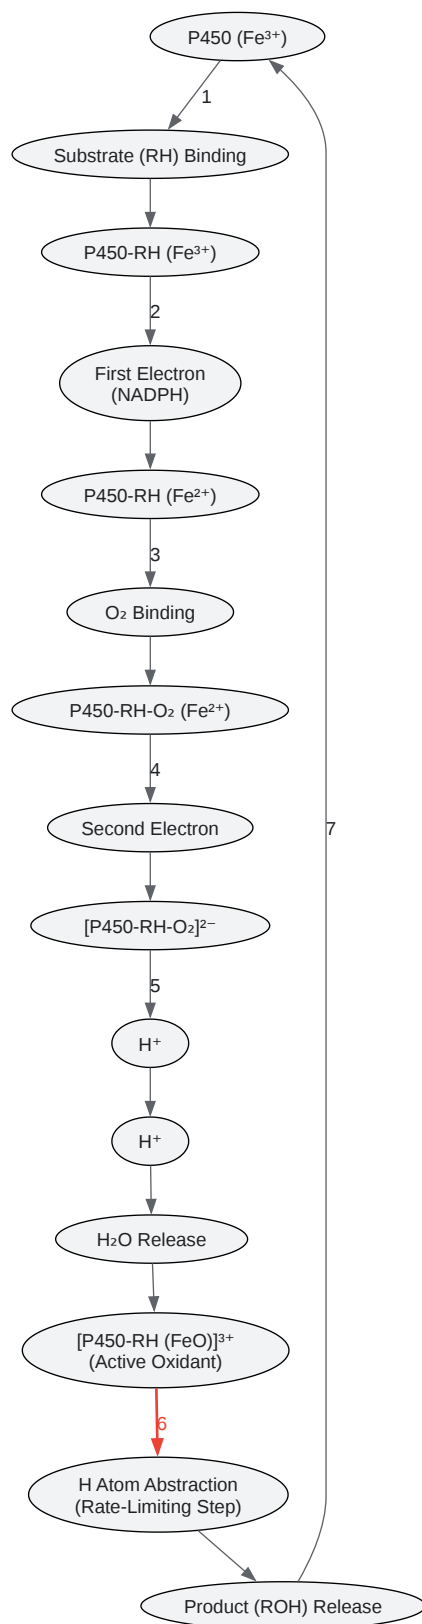 P450 (Fe³⁺)
1
Substrate (RH) Binding
P450-RH (Fe³⁺)
2
First Electron
(NADPH)
P450-RH (Fe²⁺)
3
O₂ Binding
P450-RH-O₂ (Fe²⁺)
4
Second Electron
7
[P450-RH-O₂]²⁻
5
H⁺
H⁺
H₂O Release
[P450-RH (FeO)]³⁺
(Active Oxidant)
6
H Atom Abstraction
(Rate-Limiting Step)
Product (ROH) Release